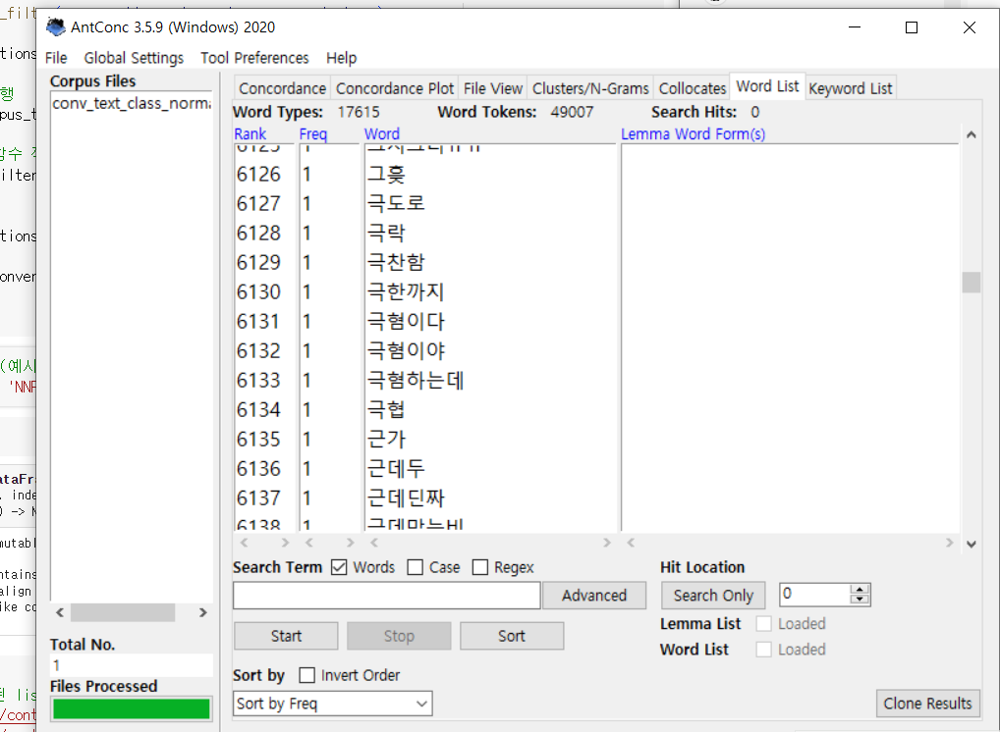 AntConc 3.5.9 (Windows) 2020
File Global Settings Tool Preferences Help
Corpus Files
Concordance Concordance Plot File View Clusters/N-Grams Collocates Word List Keyword List
Word Types: 17615 Word Tokens: 49007 Search Hits: 0
Rank Freq Word Lemma Word Form(s)
6126 1 그흣
6127 1 극도로
6128 1 극락
6129 1 극찬함
6130 1 극한까지
6131 1 극혐이다
6132 1 극혐이야
6133 1 극혐하는데
6134 1 극협
6135 1 근가
6136 1 근데두
6137 1 근데딘짜
6138 1
Search Term Words Case Regex Hit Location
Advanced Search Only 0
Start Stop Sort
Lemma List Loaded
Word List Loaded
Total No.
1
Files Processed
Sort by Invert Order
Sort by Freq
Clone Results